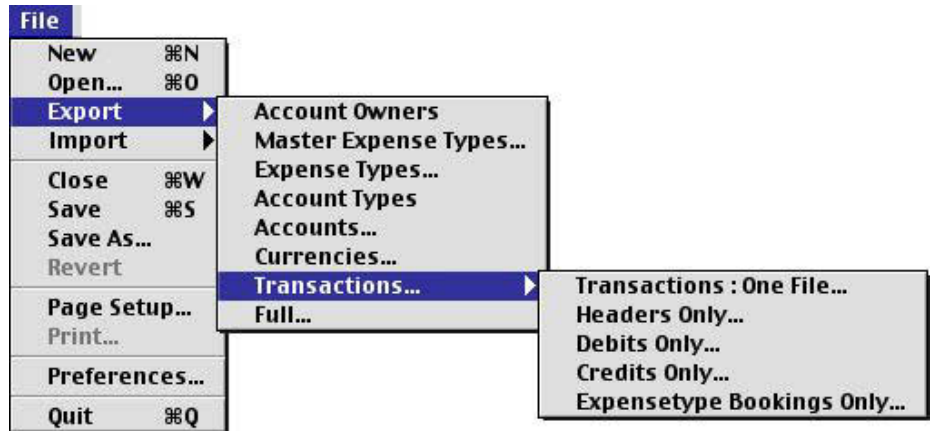 File
New ⌘N
Open... ⌘O
Export
Import
Close ⌘W
Save ⌘S
Save As...
Revert
Page Setup...
Print...
Preferences...
Quit ⌘Q
Account Owners
Master Expense Types...
Expense Types...
Account Types
Accounts...
Currencies...
Transactions...
Full...
Transactions : One File...
Headers Only...
Debits Only...
Credits Only...
Expensetype Bookings Only...